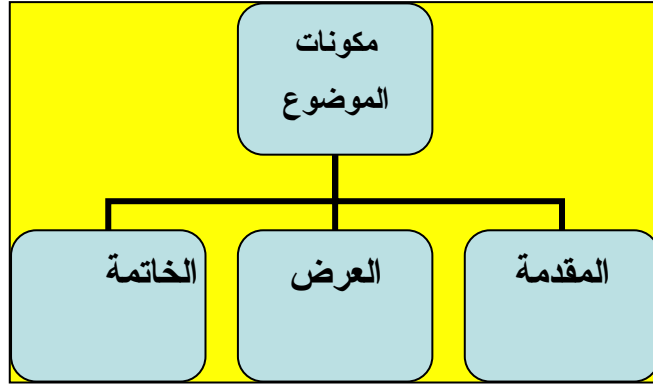 مكونات
الموضوع
المقدمة
العرض
الخاتمة